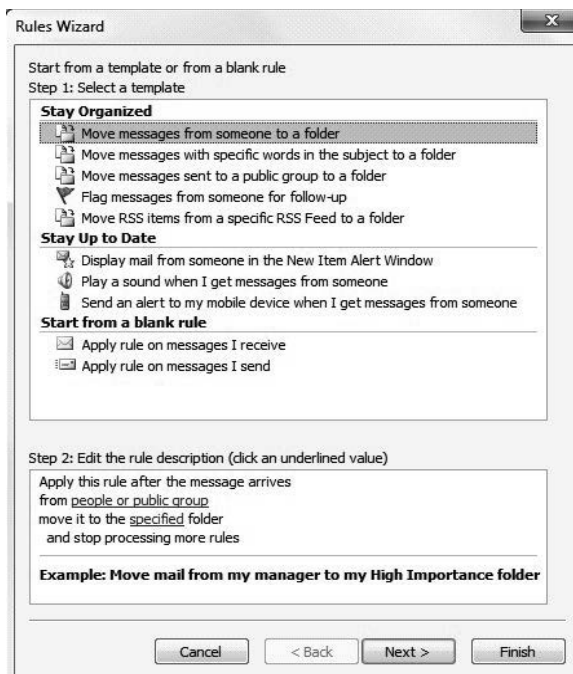 Rules Wizard
Start from a template or from a blank rule
Step 1: Select a template
Stay Organized
Move messages from someone to a folder
Move messages with specific words in the subject to a folder
Move messages sent to a public group to a folder
Flag messages from someone for follow-up
Move RSS items from a specific RSS Feed to a folder
Stay Up to Date
Display mail from someone in the New Item Alert Window
Play a sound when I get messages from someone
Send an alert to my mobile device when I get messages from someone
Start from a blank rule
Apply rule on messages I receive
Apply rule on messages I send
Step 2: Edit the rule description (click an underlined value)
Apply this rule after the message arrives
from people or public group
move it to the specified folder
and stop processing more rules
Example: Move mail from my manager to my High Importance folder
Cancel < Back Next > Finish